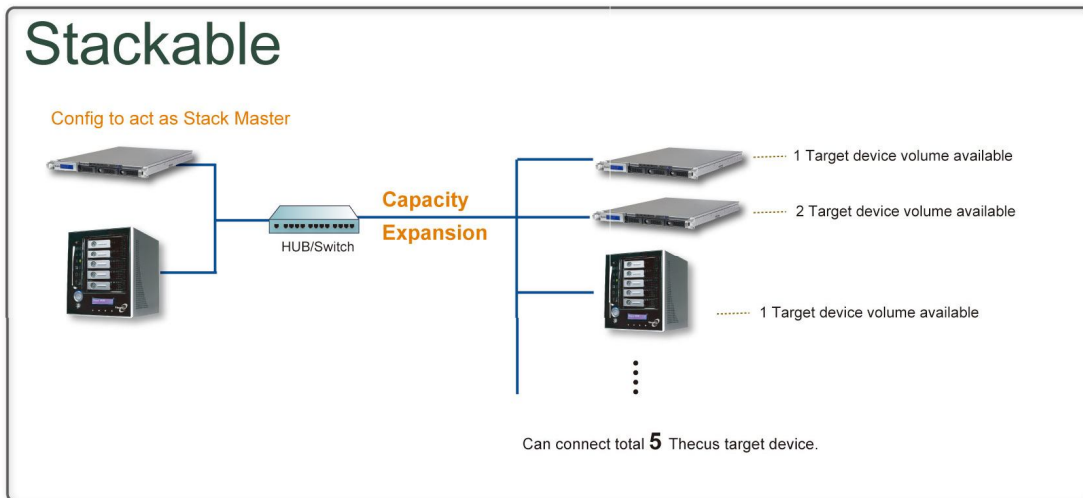 Stackable
Config to act as Stack Master
HUB/Switch
Capacity
Expansion
1 Target device volume available
2 Target device volume available
1 Target device volume available
Can connect total 5 Thecus target device.